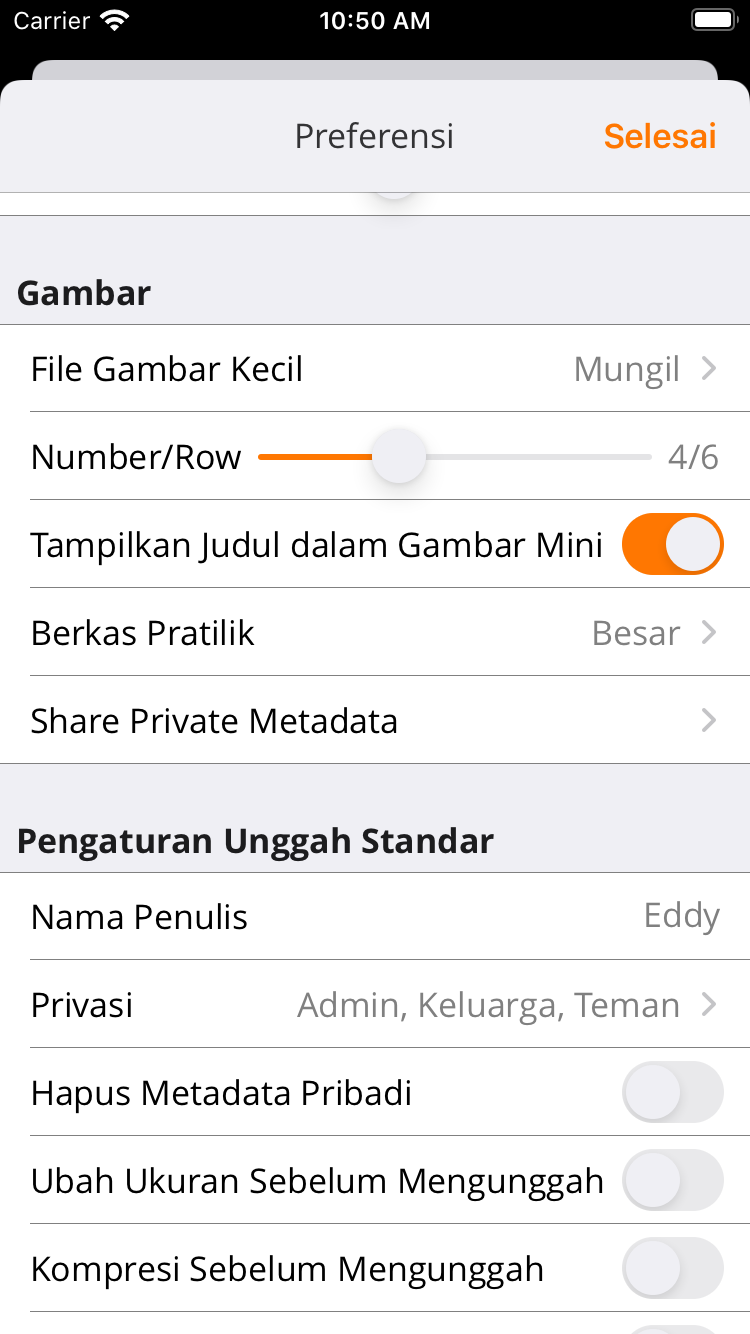 Carrier 10:50 AM
Preferensi Selesai
Gambar
File Gambar Kecil Mungil
Number/Row 4/6
Tampilkan Judul dalam Gambar Mini
Berkas Pratilik Besar
Share Private Metadata
Pengaturan Unggah Standar
Nama Penulis Eddy
Privasi Admin, Keluarga, Teman
Hapus Metadata Pribadi
Ubah Ukuran Sebelum Mengunggah
Kompresi Sebelum Mengunggah